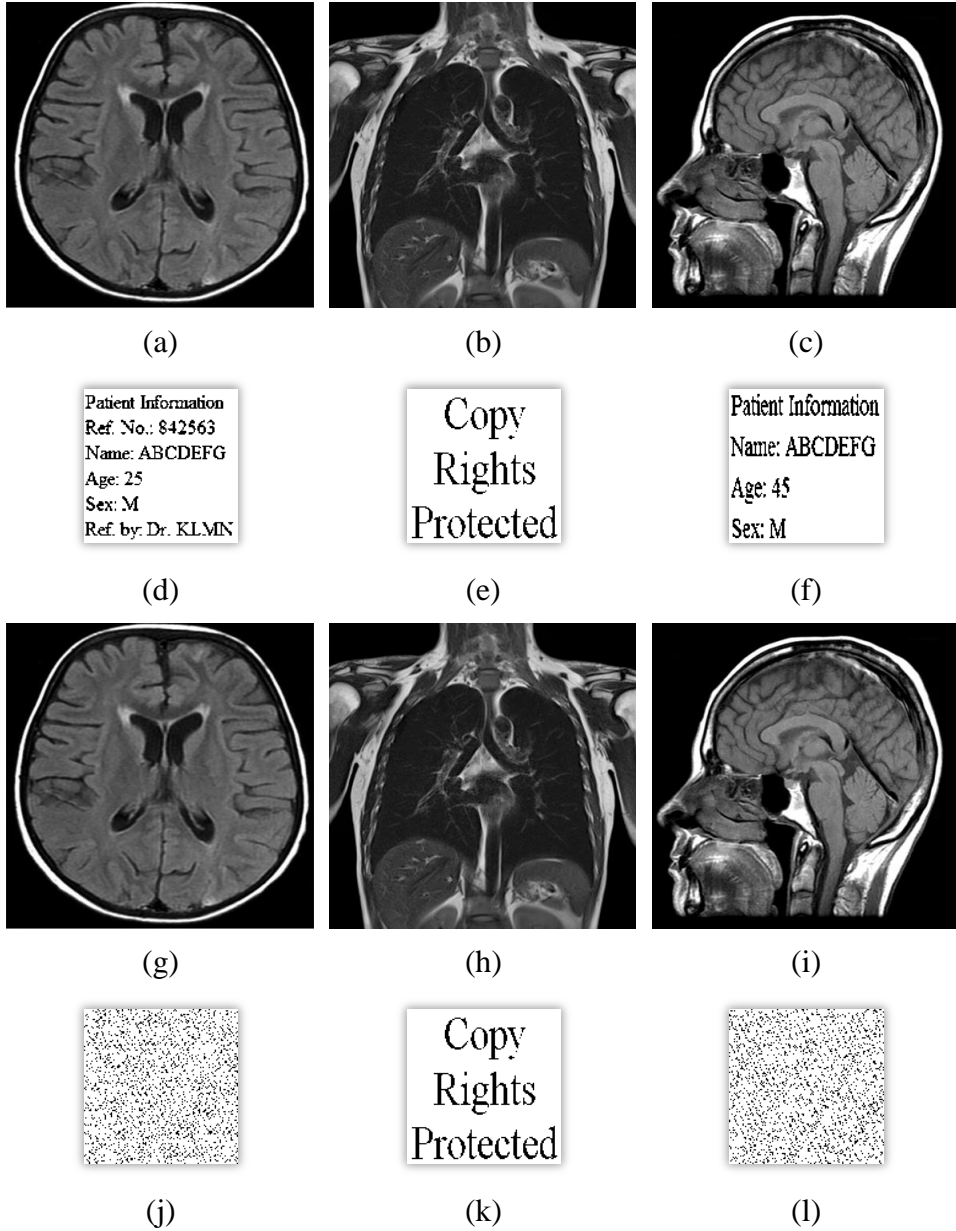 (a)
(b)
(c)
Patient Information
Ref. No.: 842563
Name: ABCDEFG
Age: 25
Sex: M
Ref. by: Dr. KLMN
Copy
Rights
Protected
Patient Information
Name: ABCDEFG
Age: 45
Sex: M
(d)
(e)
(f)
(g)
(h)
(i)
Copy
Rights
Protected
(j)
(k)
(l)